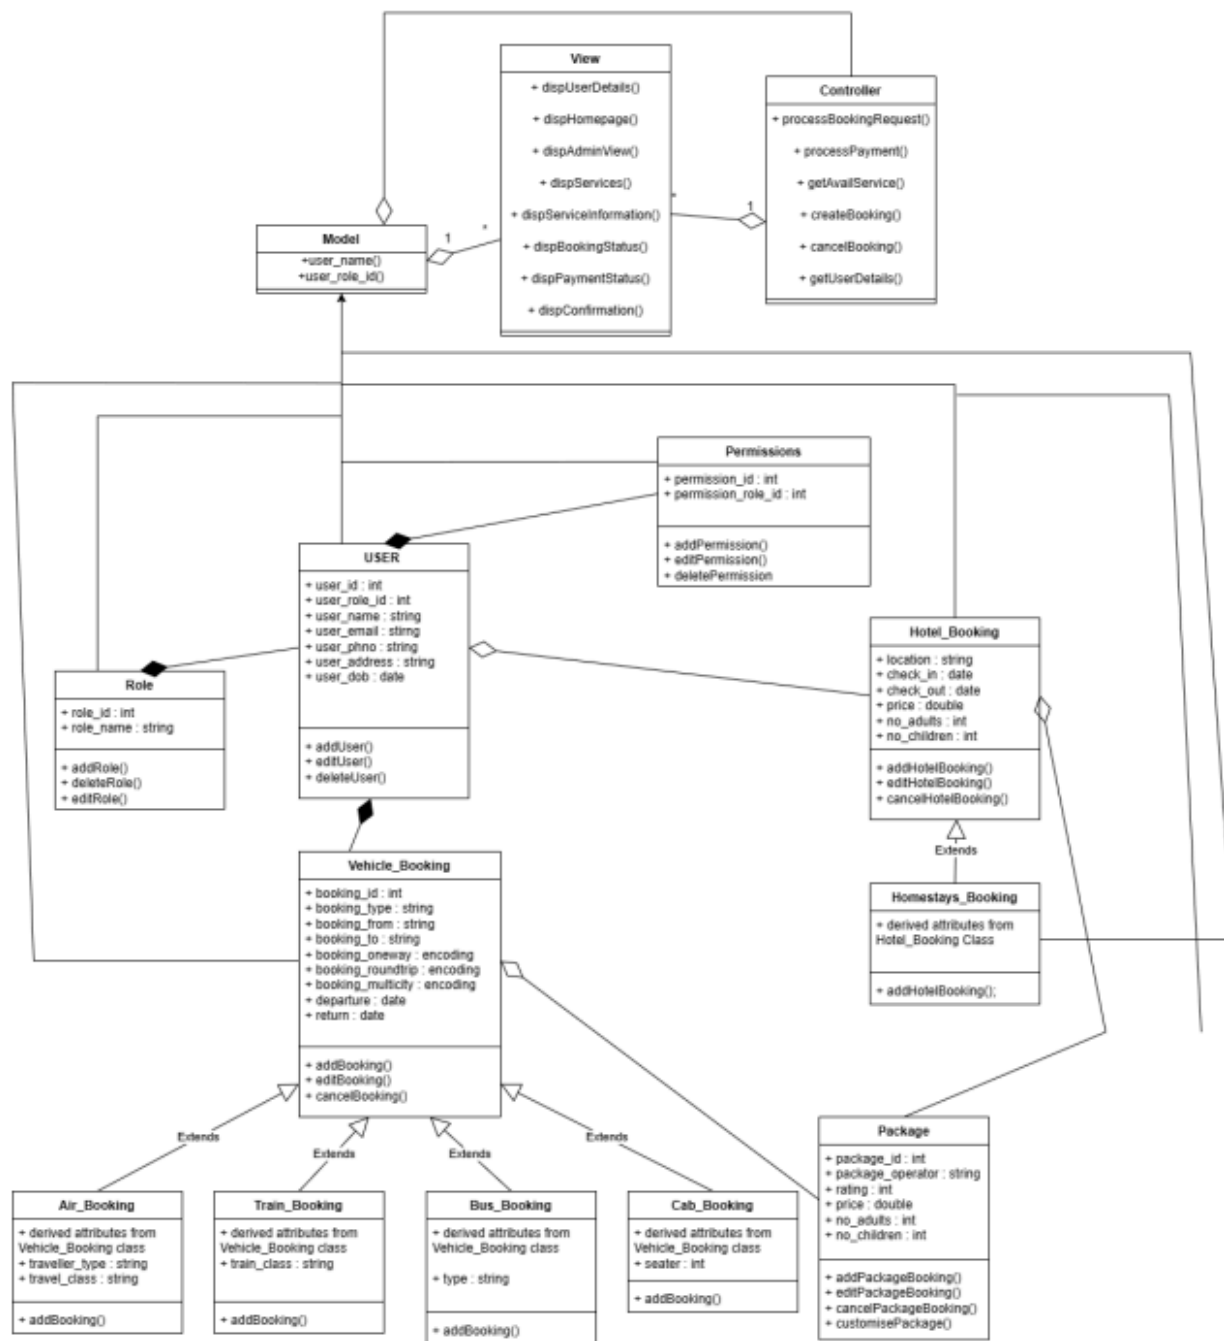 View
+ dispUserDetails()
+ dispHomepage()
+ dispAdminView()
+ dispServices()
+ dispServiceInformation()
+ dispBookingStatus()
+ dispPaymentStatus()
+ dispConfirmation()
Controller
+ processBookingRequest()
+ processPayment()
+ getAvailService()
+ createBooking()
+ cancelBooking()
+ getUserDetails()
*
1
Model
+user_name()
+user_role_id()
1
*
Permissions
+ permission_id : int
+ permission_role_id : int
+ addPermission()
+ editPermission()
+ deletePermission
USER
+ user_id : int
+ user_role_id : int
+ user_name : string
+ user_email : stirng
+ user_phno : string
+ user_address : string
+ user_dob : date
+ addUser()
+ editUser()
+ deleteUser()
Role
+ role_id : int
+ role_name : string
+ addRole()
+ deleteRole()
+ editRole()
Hotel_Booking
+ location : string
+ check_in : date
+ check_out : date
+ price : double
+ no_adults : int
+ no_children : int
+ addHotelBooking()
+ editHotelBooking()
+ cancelHotelBooking()
Extends
Homestays_Booking
+ derived attributes from
Hotel_Booking Class
+ addHotelBooking();
Vehicle_Booking
+ booking_id : int
+ booking_type : string
+ booking_from : string
+ booking_to : string
+ booking_oneway : encoding
+ booking_roundtrip : encoding
+ booking_multicity : encoding
+ departure : date
+ return : date
+ addBooking()
+ editBooking()
+ cancelBooking()
Extends
Extends
Extends
Extends
Air_Booking
+ derived attributes from
Vehicle_Booking class
+ traveller_type : string
+ travel_class : string
+ addBooking()
Train_Booking
+ derived attributes from
Vehicle_Booking class
+ train_class : string
+ addBooking()
Bus_Booking
+ derived attributes from
Vehicle_Booking class
+ type : string
+ addBooking()
Cab_Booking
+ derived attributes from
Vehicle_Booking class
+ seater : int
+ addBooking()
Package
+ package_id : int
+ package_operator : string
+ rating : int
+ price : double
+ no_adults : int
+ no_children : int
+ addPackageBooking()
+ editPackageBooking()
+ cancelPackageBooking()
+ customisePackage()